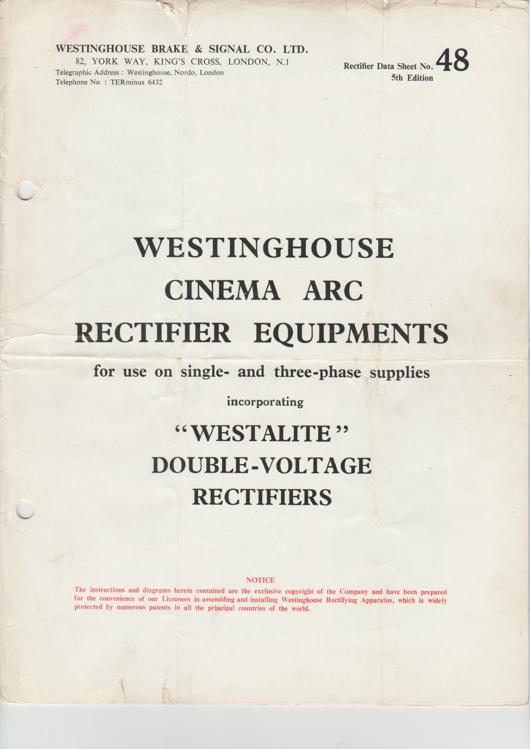 WESTINGHOUSE BRAKE & SIGNAL CO. LTD.
82, YORK WAY, KING'S CROSS, LONDON, N.1
Telegraphic Address : Westinghouse, Nordo, London
Telephone No : TERminus 6432
Rectifier Data Sheet No. 48
5th Edition
WESTINGHOUSE
CINEMA ARC
RECTIFIER EQUIPMENTS
for use on single- and three-phase supplies
incorporating
“WESTALITE”
DOUBLE-VOLTAGE
RECTIFIERS
NOTICE
The instructions and diagrams herein contained are the exclusive copyright of the Company and have been prepared
for the convenience of our Licensees in assembling and installing Westinghouse Rectifying Apparatus, which is widely
protected by numerous patents in all the principal countries of the world.